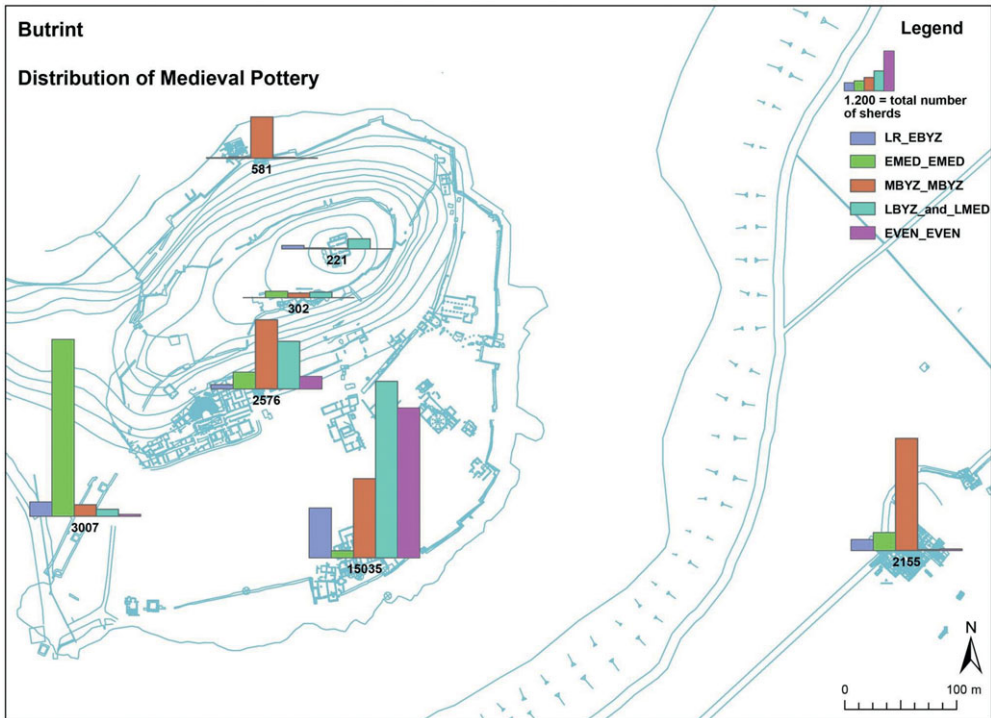 Butrint
Distribution of Medieval Pottery
Legend
1.200 = total number
of sherds
LR_EBYZ
EMED_EMED
MBYZ_MBYZ
LBYZ_and_LMED
EVEN_EVEN
581
221
302
2576
3007
15035
2155
N
0
100 m